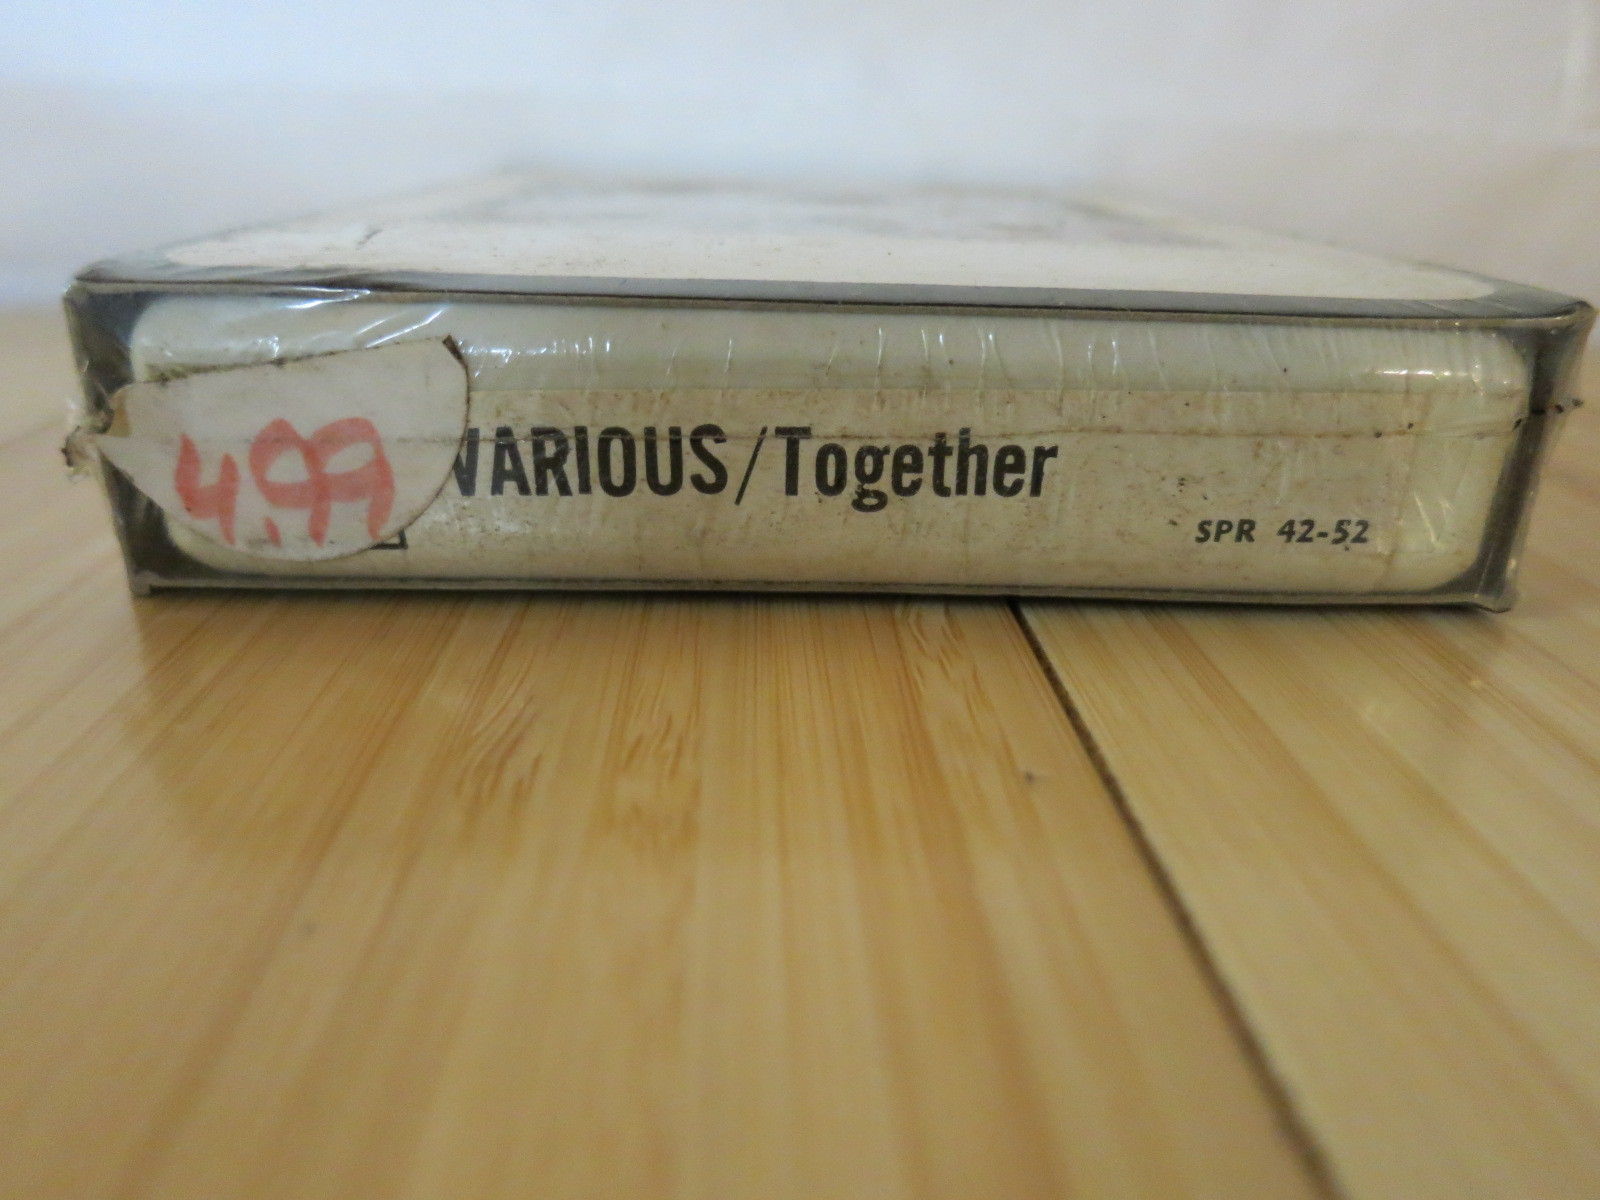 4.99
VARIOUS/Together
SPR 42-52